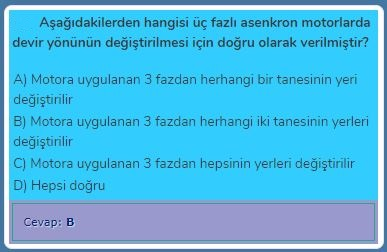 Aşağıdakilerden hangisi üç fazlı asenkron motorlarda
devir yönünün değiştirilmesi için doğru olarak verilmiştir?
A) Motora uygulanan 3 fazdan herhangi bir tanesinin yeri
değiştirilir
B) Motora uygulanan 3 fazdan herhangi iki tanesinin yerleri
değiştirilir
C) Motora uygulanan 3 fazdan hepsinin yerleri değiştirilir
D) Hepsi doğru
Cevap: B